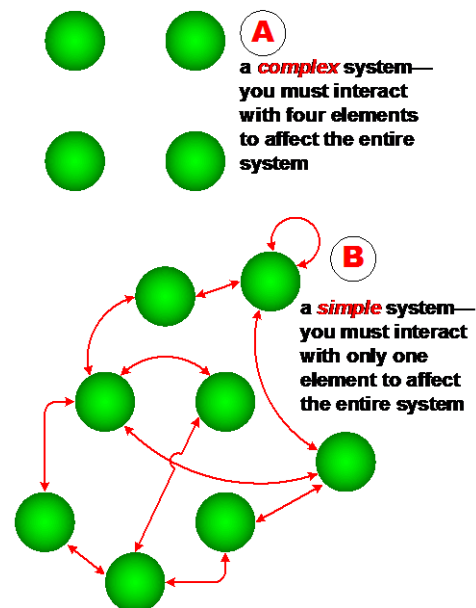 A
a complex system—
you must interact
with four elements
to affect the entire
system
B
a simple system—
you must interact
with only one
element to affect
the entire system